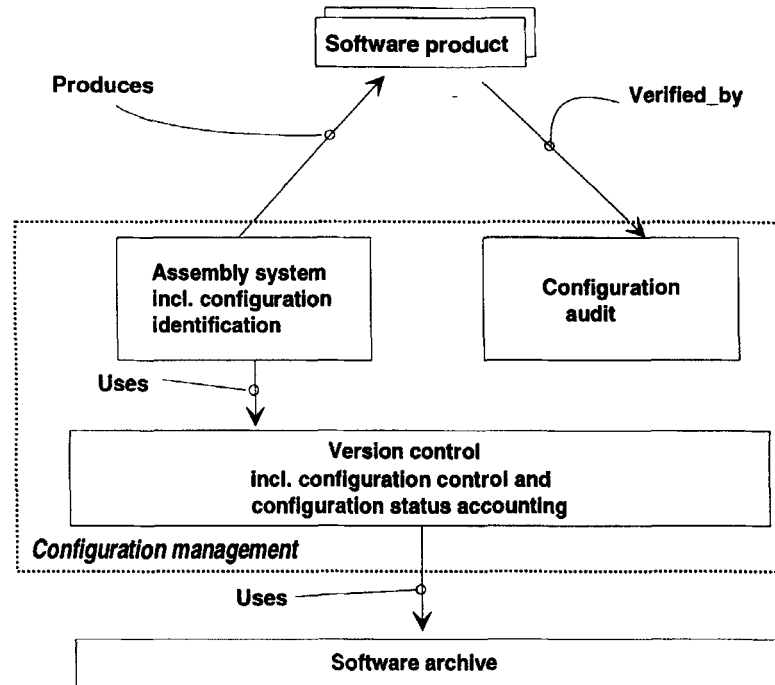 Software product
Produces
Verified_by
Assembly system
incl. configuration
identification
Configuration
audit
Uses
Version control
incl. configuration control and
configuration status accounting
Configuration management
Uses
Software archive